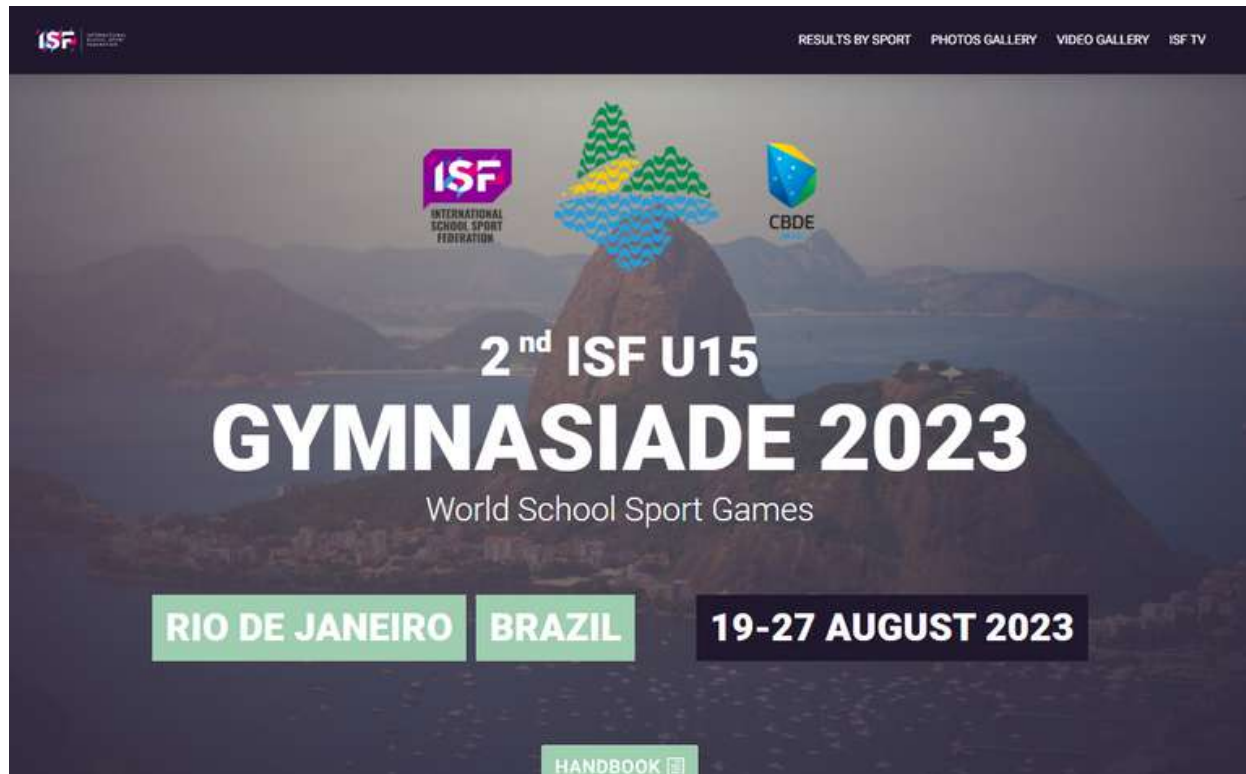 ISF
RESULTS BY SPORT PHOTOS GALLERY VIDEO GALLERY ISF TV
ISF
INTERNATIONAL
SCHOOL SPORT
FEDERATION
CBDE
2nd ISF U15
GYMNASIADE 2023
World School Sport Games
RIO DE JANEIRO BRAZIL 19-27 AUGUST 2023
HANDBOOK